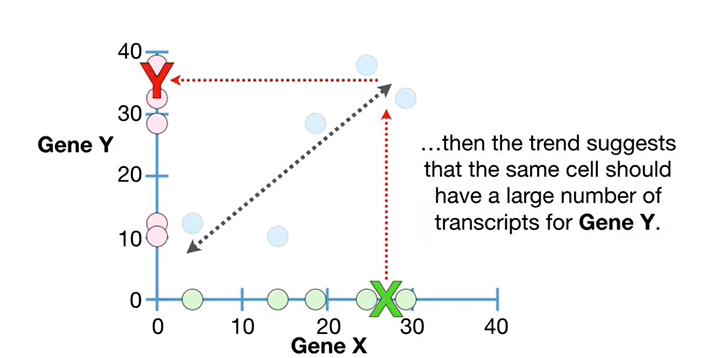 40
Y
30
Gene Y
20
10
0
X
0
10
20
30
40
Gene X
…then the trend suggests
that the same cell should
have a large number of
transcripts for Gene Y.